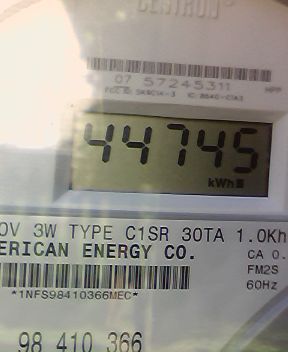 CENTRON®
07 57245311
44745
kWh
0V 3W TYPE C1SR 30TA 1.0Kh
ERICAN ENERGY CO.
CA 0.
FM2S
*1NFS98410366MEC*
60Hz
98 410 366